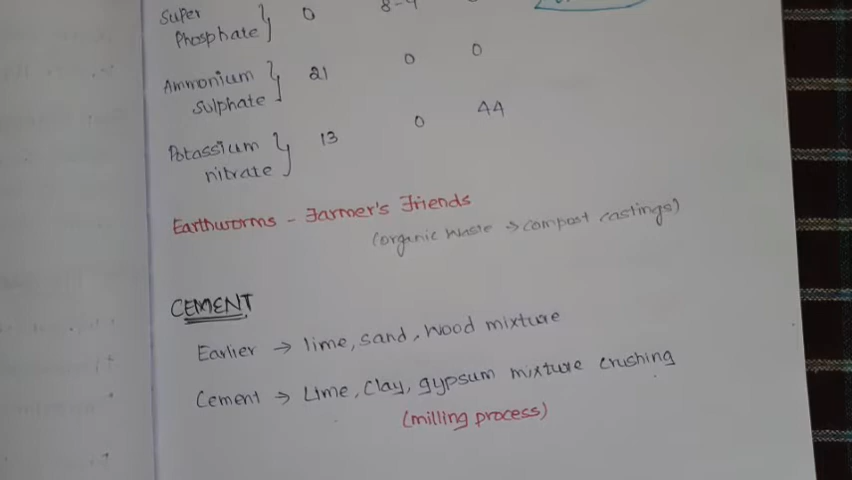 Super
Phosphate} 0
Ammonium
Sulphate} 21 0 0
Potassium
nitrate} 13 0 44
Earthworms - Farmer's Friends
(organic waste → compost castings)
CEMENT
Earlier → lime, sand, wood mixture
Cement → Lime, Clay, gypsum mixture crushing
(milling process)